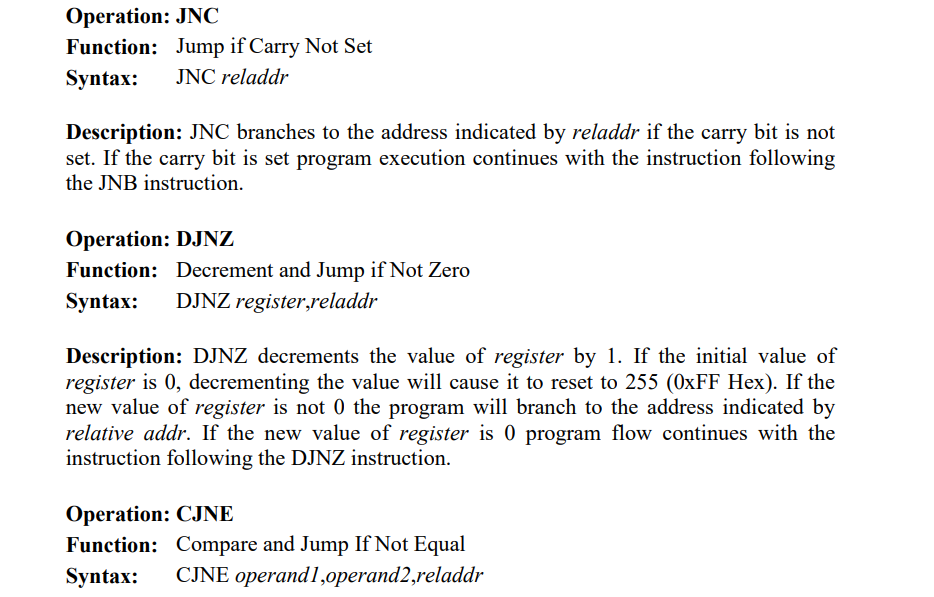 Operation: JNC
Function: Jump if Carry Not Set
Syntax: JNC reladdr
Description: JNC branches to the address indicated by reladdr if the carry bit is not
set. If the carry bit is set program execution continues with the instruction following
the JNB instruction.
Operation: DJNZ
Function: Decrement and Jump if Not Zero
Syntax: DJNZ register,reladdr
Description: DJNZ decrements the value of register by 1. If the initial value of
register is 0, decrementing the value will cause it to reset to 255 (0xFF Hex). If the
new value of register is not 0 the program will branch to the address indicated by
relative addr. If the new value of register is 0 program flow continues with the
instruction following the DJNZ instruction.
Operation: CJNE
Function: Compare and Jump If Not Equal
Syntax: CJNE operand1,operand2,reladdr